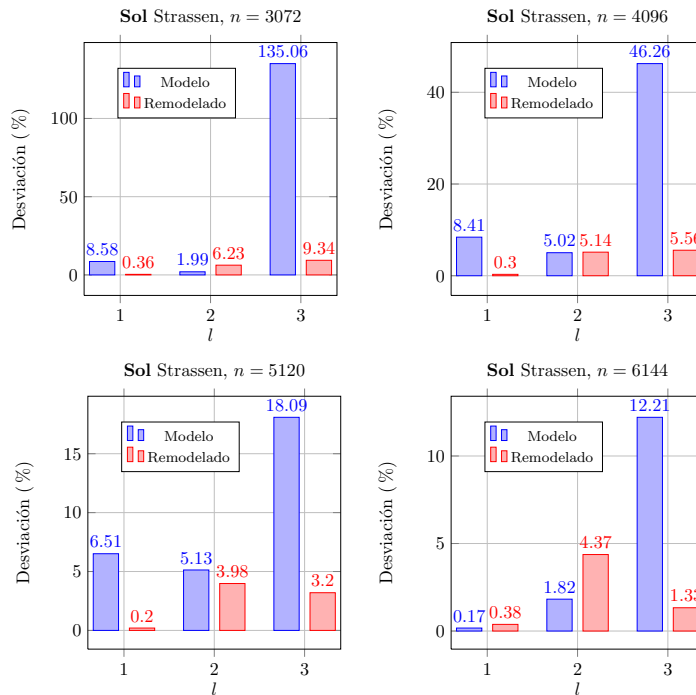 Sol Strassen, n = 3072
135.06
Modelo
Remodelado
100
50
0
8.58
0.36
1.99
6.23
9.34
1
2
3
l
Desviación ( %)
Sol Strassen, n = 4096
46.26
Modelo
Remodelado
40
20
0
8.41
0.3
5.02
5.14
5.56
1
2
3
l
Desviación ( %)
Sol Strassen, n = 5120
18.09
Modelo
Remodelado
15
10
5
0
6.51
0.2
5.13
3.98
3.2
1
2
3
l
Desviación ( %)
Sol Strassen, n = 6144
12.21
Modelo
Remodelado
10
5
0
0.17
0.38
1.82
4.37
1.33
1
2
3
l
Desviación ( %)